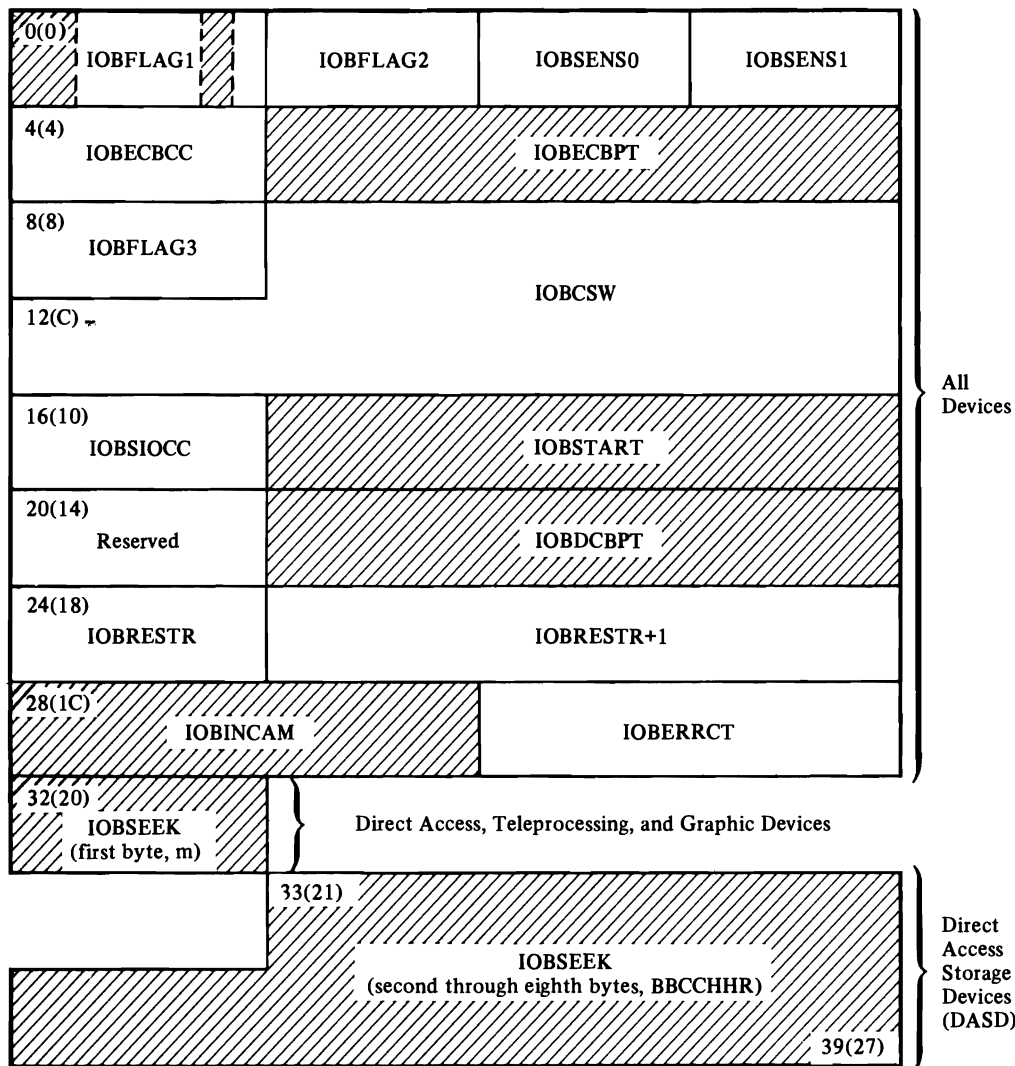 0(0)
IOBFLAG1
IOBFLAG2
IOBSENS0
IOBSENS1
4(4)
IOBECBCC
IOBECBPT
8(8)
IOBFLAG3
IOBCSW
12(C)
16(10)
IOBSIOCC
IOBSTART
20(14)
Reserved
IOBDCBPT
24(18)
IOBRESTR
IOBRESTR+1
28(1C)
IOBINCAM
IOBERRCT
All
Devices
32(20)
IOBSEEK
(first byte, m)
Direct Access, Teleprocessing, and Graphic Devices
33(21)
IOBSEEK
(second through eighth bytes, BBCCHHR)
39(27)
Direct
Access
Storage
Devices
(DASD)